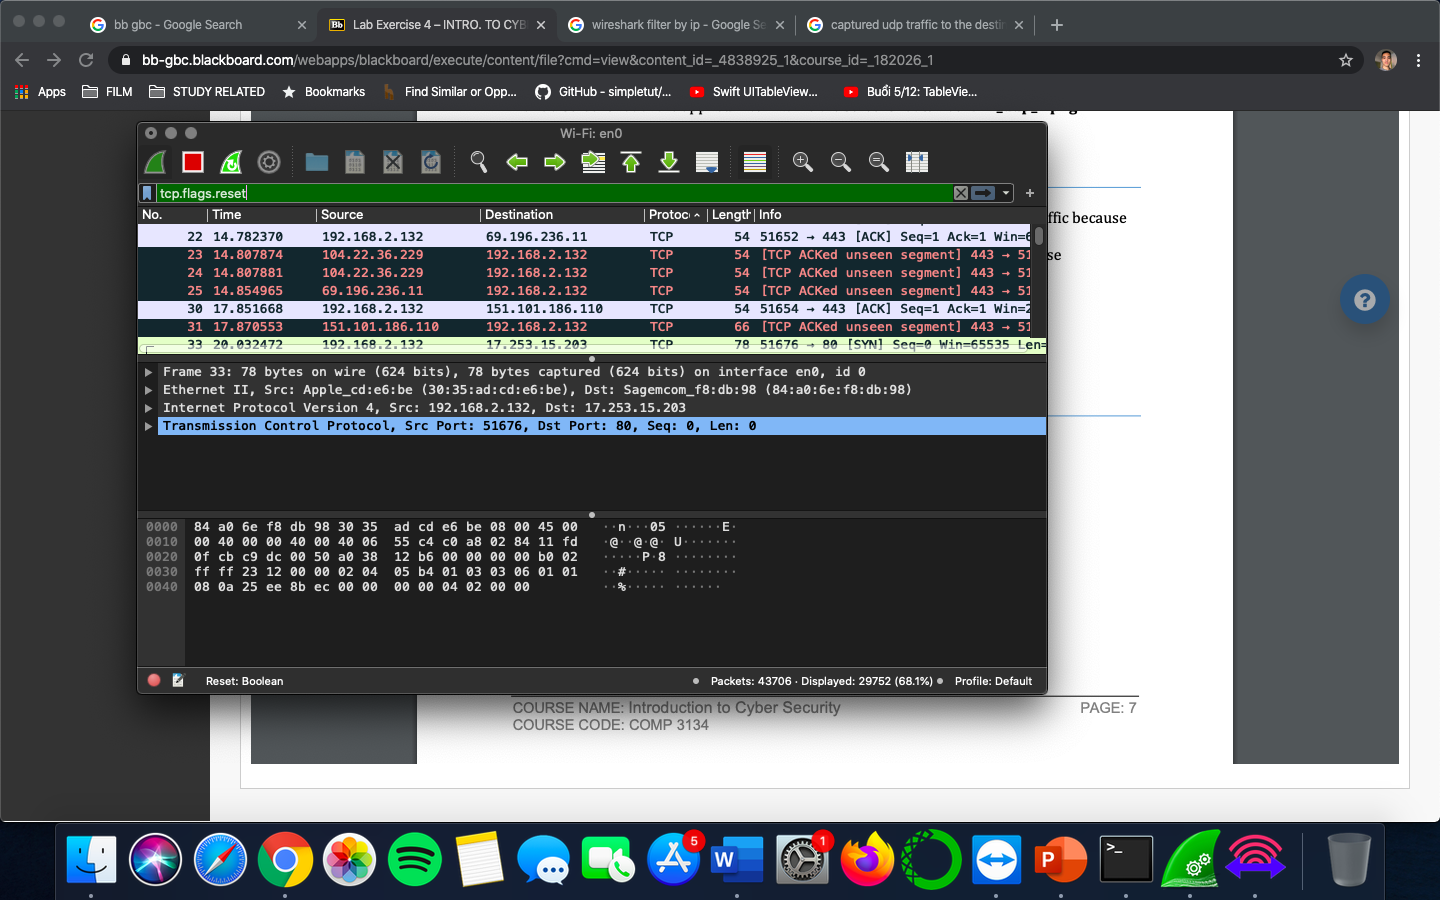 bb gbc - Google Search
Lab Exercise 4 – INTRO. TO CYB
wireshark filter by ip - Google Se
captured udp traffic to the destin
bb-gbc.blackboard.com/webapps/blackboard/execute/content/file?cmd=view&content_id=_4838925_1&course_id=_182026_1
Apps
FILM
STUDY RELATED
Bookmarks
Find Similar or Opp...
GitHub - simpletut/...
Swift UITableView...
Buổi 5/12: TableVie...
Wi-Fi: en0
tcp.flags.reset
No. Time Source Destination Protoc Length Info
22 14.782370 192.168.2.132 69.196.236.11 TCP 54 51652 → 443 [ACK] Seq=1 Ack=1 Win=6
23 14.807874 104.22.36.229 192.168.2.132 TCP 54 [TCP ACKed unseen segment] 443 → 51
24 14.807881 104.22.36.229 192.168.2.132 TCP 54 [TCP ACKed unseen segment] 443 → 51
25 14.854965 69.196.236.11 192.168.2.132 TCP 54 [TCP ACKed unseen segment] 443 → 51
30 17.851668 192.168.2.132 151.101.186.110 TCP 54 51654 → 443 [ACK] Seq=1 Ack=1 Win=2
31 17.870553 151.101.186.110 192.168.2.132 TCP 66 [TCP ACKed unseen segment] 443 → 51
33 20.032472 192.168.2.132 17.253.15.203 TCP 78 51676 → 80 [SYN] Seq=0 Win=65535 Len=
ffic because
se
Frame 33: 78 bytes on wire (624 bits), 78 bytes captured (624 bits) on interface en0, id 0
Ethernet II, Src: Apple_cd:e6:be (30:35:ad:cd:e6:be), Dst: Sagemcom_f8:db:98 (84:a0:6e:f8:db:98)
Internet Protocol Version 4, Src: 192.168.2.132, Dst: 17.253.15.203
Transmission Control Protocol, Src Port: 51676, Dst Port: 80, Seq: 0, Len: 0
0000 84 a0 6e f8 db 98 30 35 ad cd e6 be 08 00 45 00 ··n···05 ······E·
0010 00 40 00 00 40 00 40 06 55 c4 c0 a8 02 84 11 fd ·@··@·@· U·······
0020 0f cb c9 dc 00 50 a0 38 12 b6 00 00 00 00 b0 02 ·····P·8 ········
0030 ff ff 23 12 00 00 02 04 05 b4 01 03 03 06 01 01 ··#····· ········
0040 08 0a 25 ee 8b ec 00 00 00 00 04 02 00 00 ··%····· ······
Reset: Boolean
Packets: 43706 · Displayed: 29752 (68.1%)
Profile: Default
COURSE NAME: Introduction to Cyber Security PAGE: 7
COURSE CODE: COMP 3134
5
1